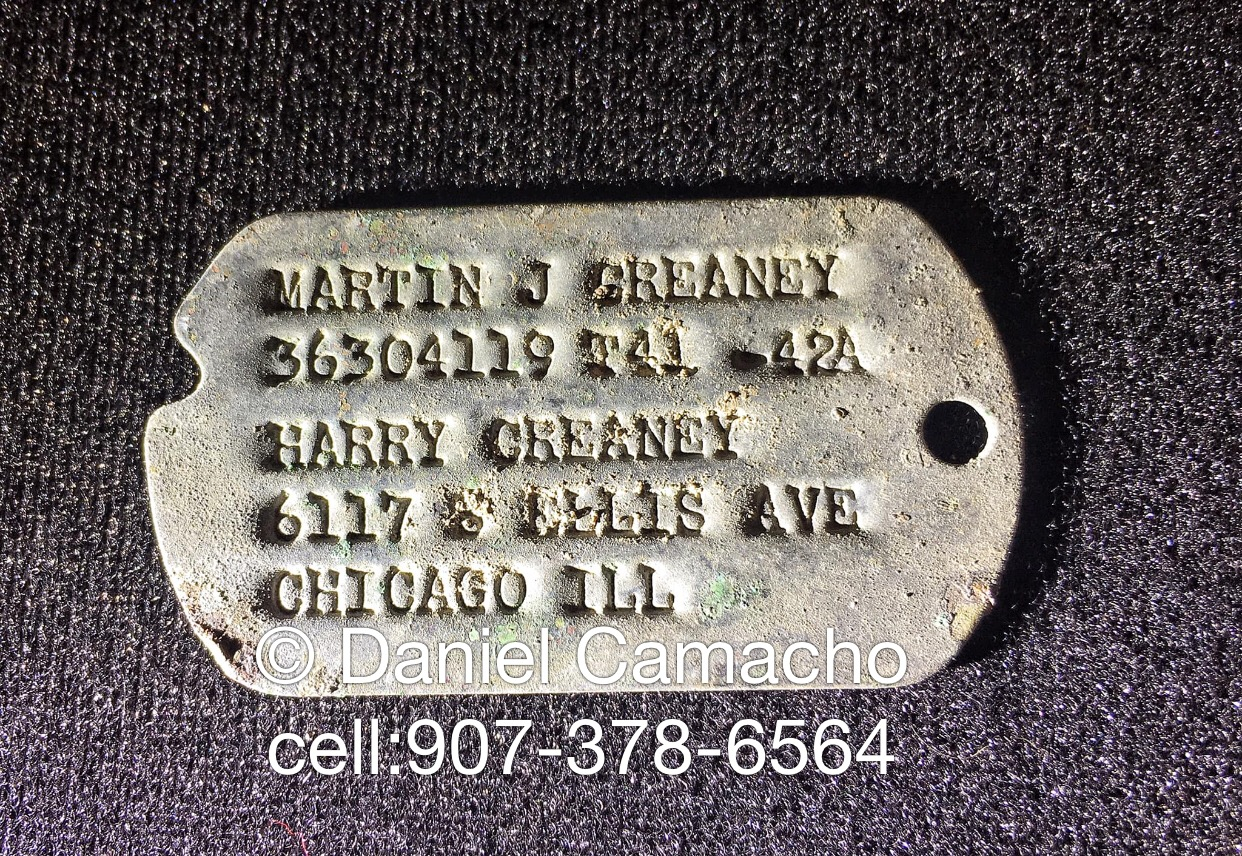 MARTIN J CREANEY
36304119 T41 -42A
HARRY CREANEY
6117 S ELLIS AVE
CHICAGO ILL
© Daniel Camacho
cell:907-378-6564